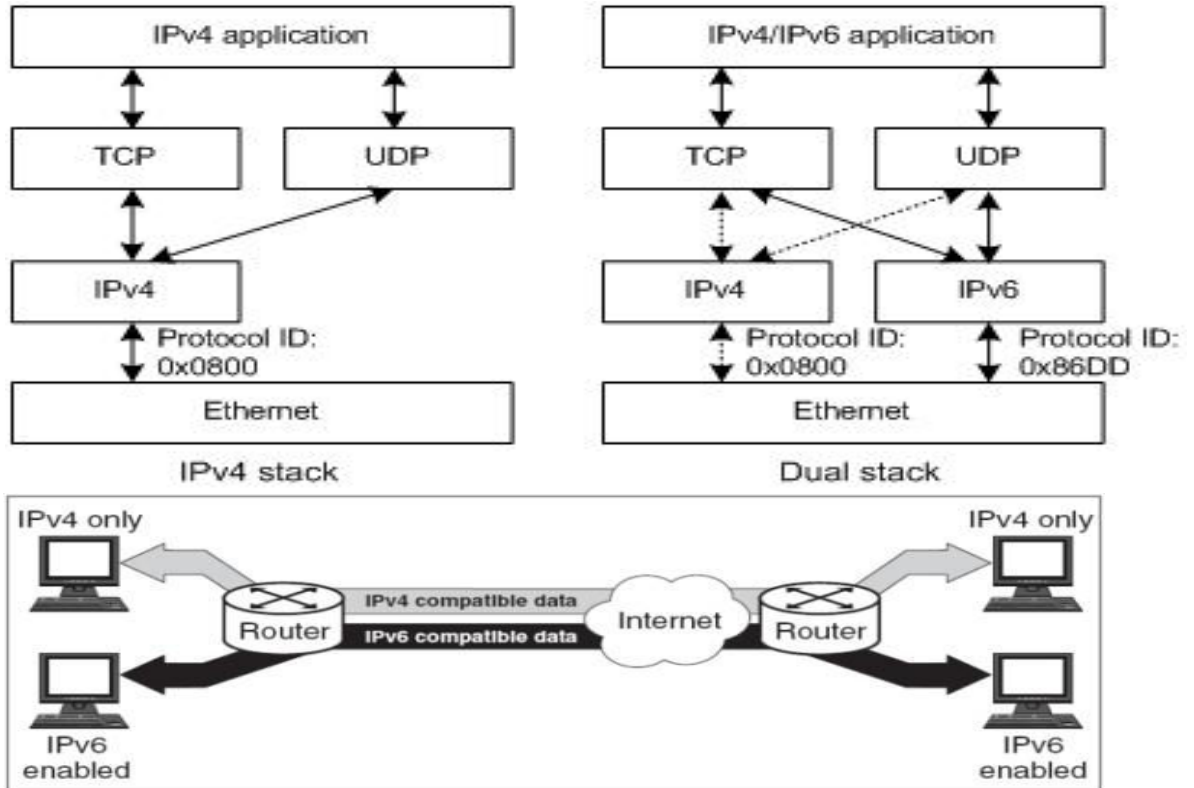 IPv4 application
TCP
UDP
IPv4
Protocol ID:
0x0800
Ethernet
IPv4 stack
IPv4/IPv6 application
TCP
UDP
IPv4
IPv6
Protocol ID:
0x0800
Protocol ID:
0x86DD
Ethernet
Dual stack
IPv4 only
IPv4 only
IPv4 compatible data
Internet
Router
IPv6 compatible data
Router
IPv6
enabled
IPv6
enabled